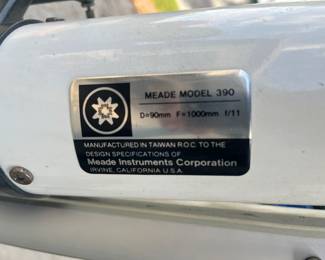 MEADE MODEL 390
D=90mm F=1000mm f/11
MANUFACTURED IN TAIWAN R.O.C. TO THE
DESIGN SPECIFICATIONS OF
Meade Instruments Corporation
IRVINE, CALIFORNIA U.S.A.